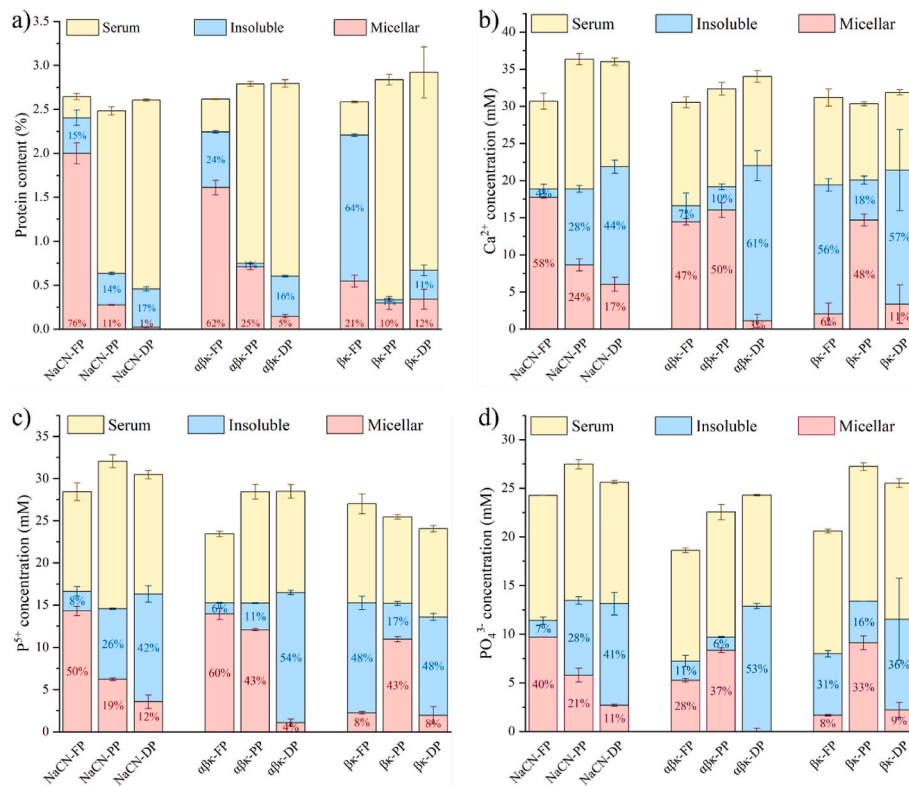 a)
Serum Insoluble Micellar
Protein content (%)
3.5
3.0
2.5
2.0
1.5
1.0
0.5
0.0
15% 24% 64%
14% 17% 16% 11%
76% 11% 1% 62% 25% 5% 21% 10% 12%
NaCN-FP NaCN-PP NaCN-DP αβκ-FP αβκ-PP αβκ-DP βκ-FP βκ-PP βκ-DP
b)
Serum Insoluble Micellar
Ca²⁺ concentration (mM)
40
35
30
25
20
15
10
5
0
4% 28% 44% 7% 10% 61% 56% 18% 57%
58% 24% 17% 47% 50% 3% 6% 48% 11%
NaCN-FP NaCN-PP NaCN-DP αβκ-FP αβκ-PP αβκ-DP βκ-FP βκ-PP βκ-DP
c)
Serum Insoluble Micellar
P⁵⁺ concentration (mM)
35
30
25
20
15
10
5
0
8% 26% 42% 6% 11% 54% 48% 17% 48%
50% 19% 12% 60% 43% 4% 8% 43% 8%
NaCN-FP NaCN-PP NaCN-DP αβκ-FP αβκ-PP αβκ-DP βκ-FP βκ-PP βκ-DP
d)
Serum Insoluble Micellar
PO₄³⁻ concentration (mM)
30
25
20
15
10
5
0
7% 28% 41% 11% 6% 53% 31% 16% 36%
40% 21% 11% 28% 37% 8% 33% 9%
NaCN-FP NaCN-PP NaCN-DP αβκ-FP αβκ-PP αβκ-DP βκ-FP βκ-PP βκ-DP